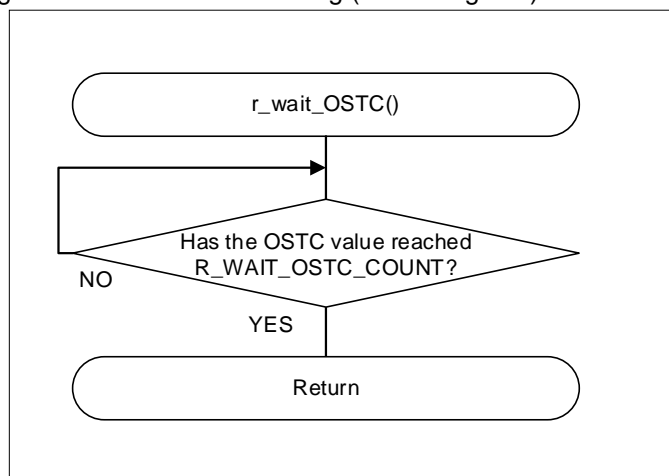 r_wait_OSTC()
Has the OSTC value reached
R_WAIT_OSTC_COUNT?
NO
YES
Return